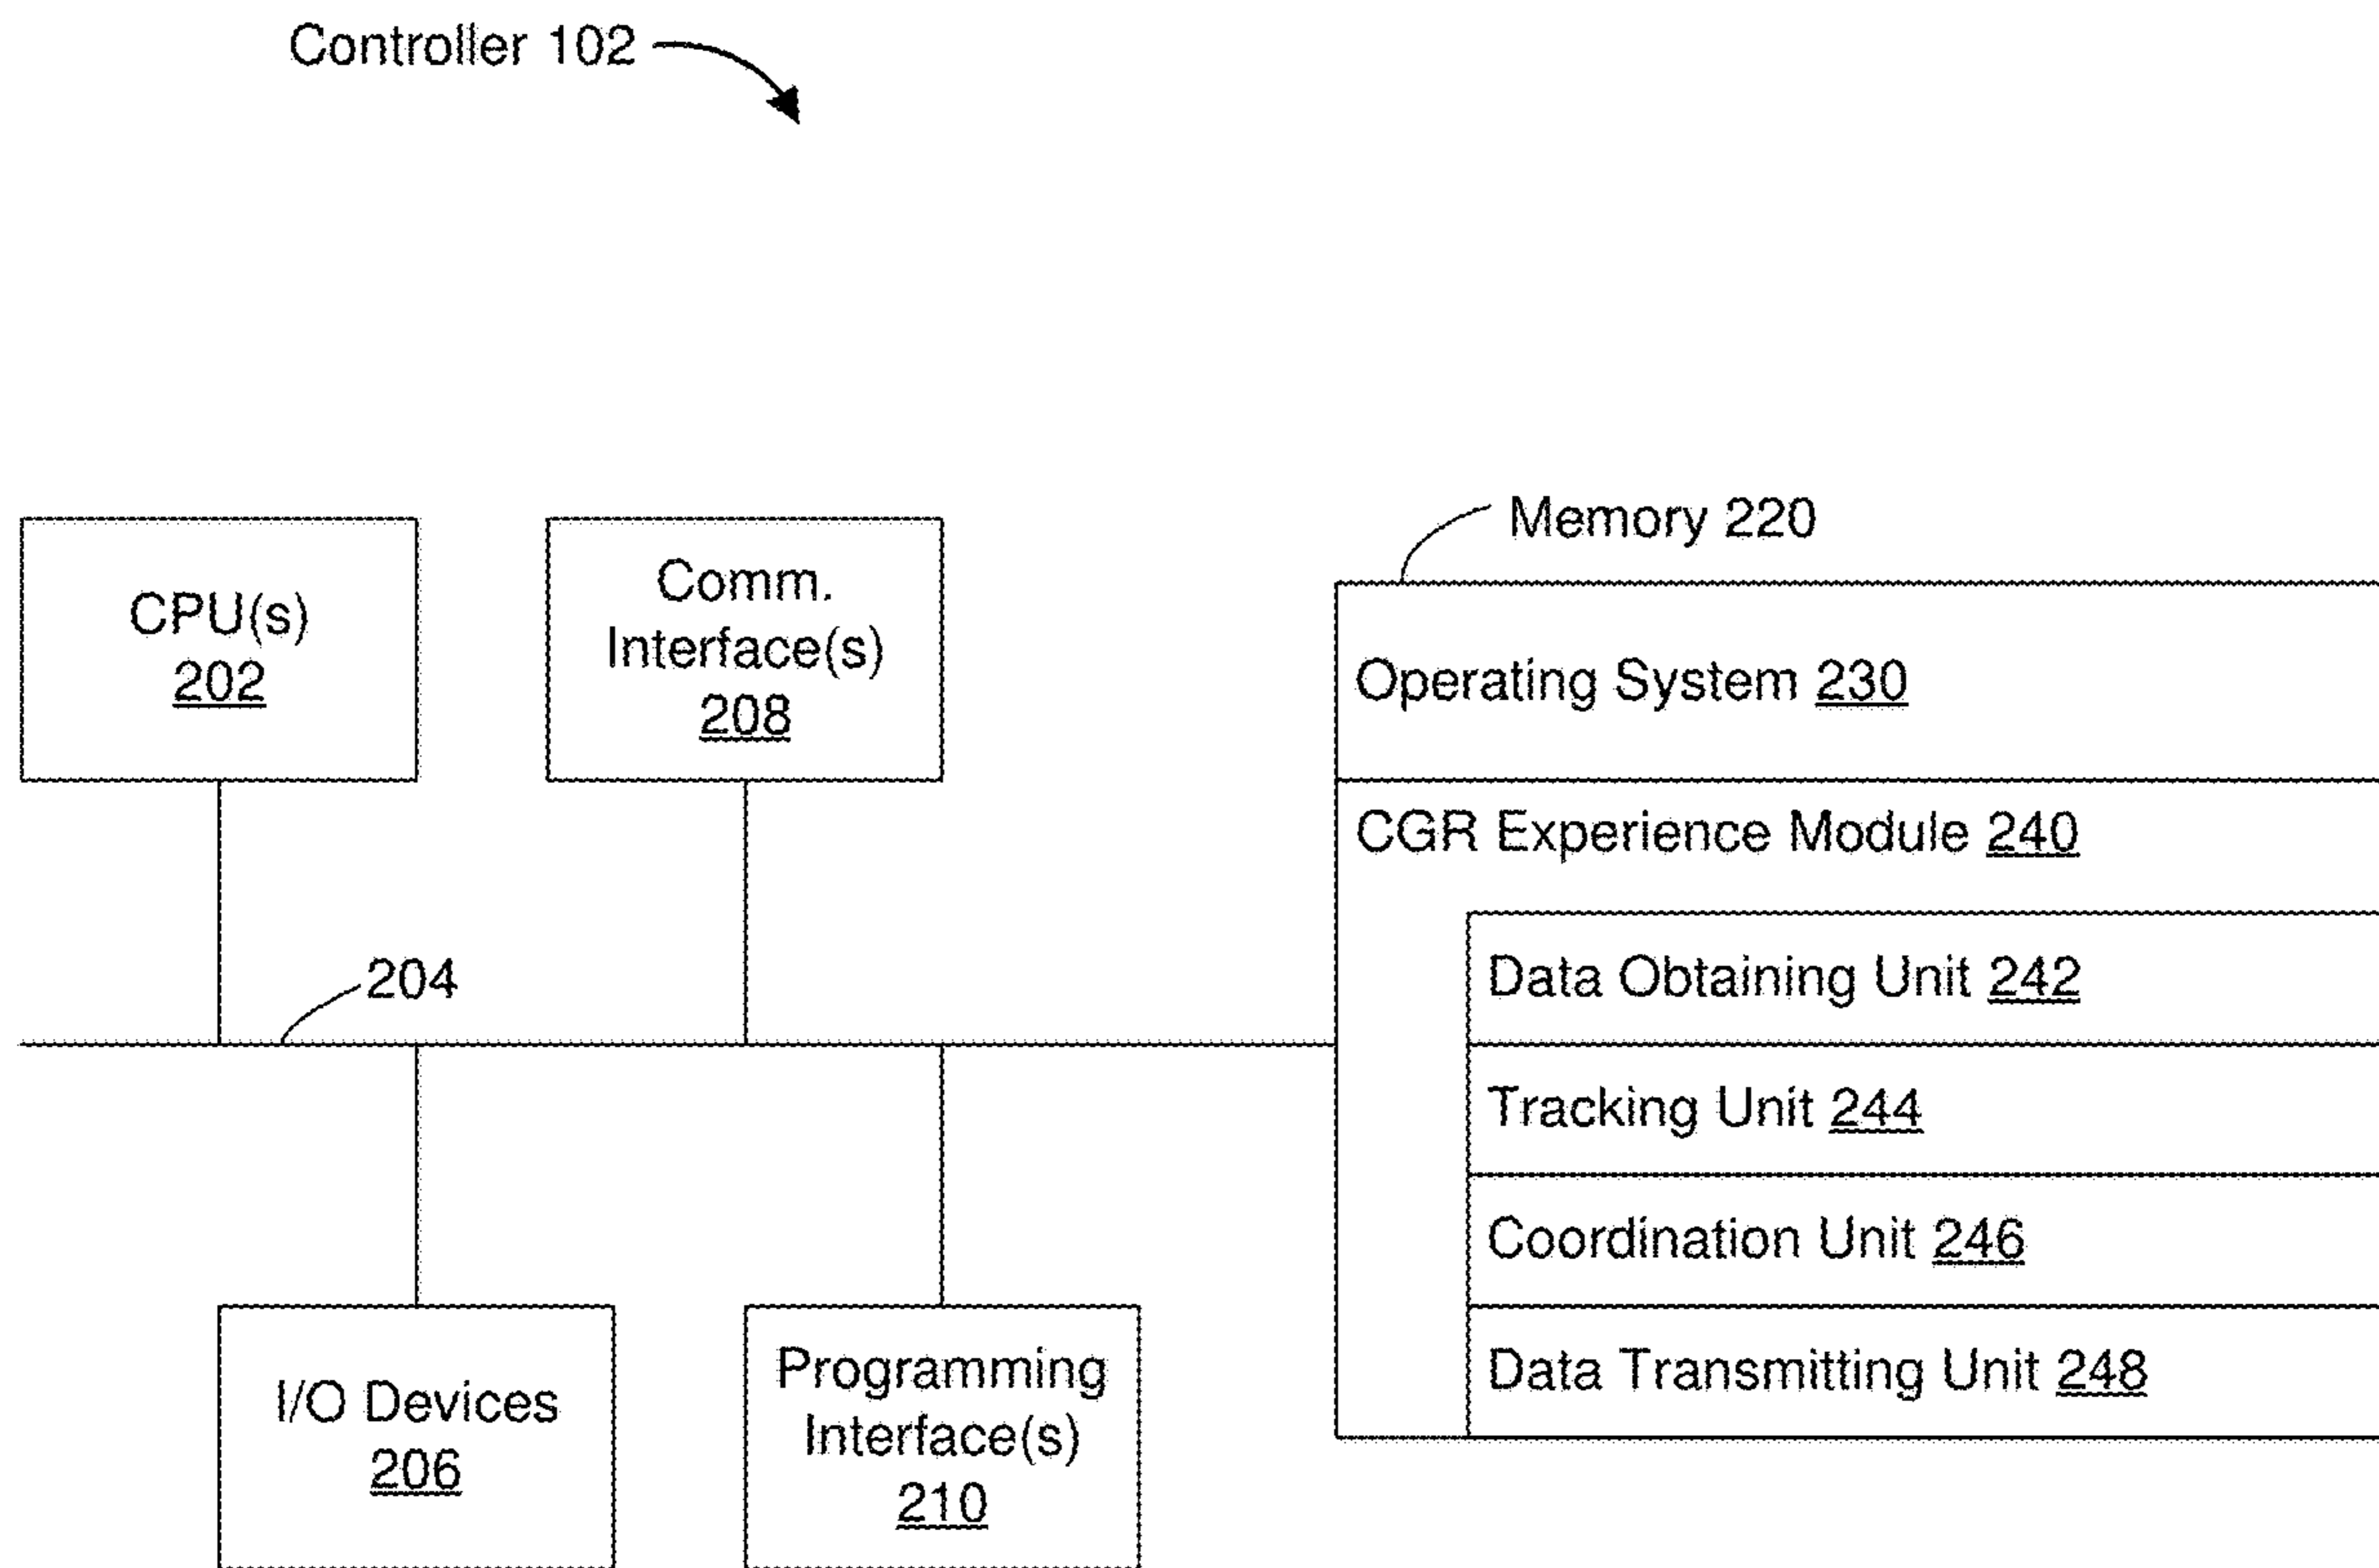 Controller 102
CPU(s)
202
Comm.
Interface(s)
208
204
I/O Devices
206
Programming
Interface(s)
210
Memory 220
Operating System 230
CGR Experience Module 240
Data Obtaining Unit 242
Tracking Unit 244
Coordination Unit 246
Data Transmitting Unit 248